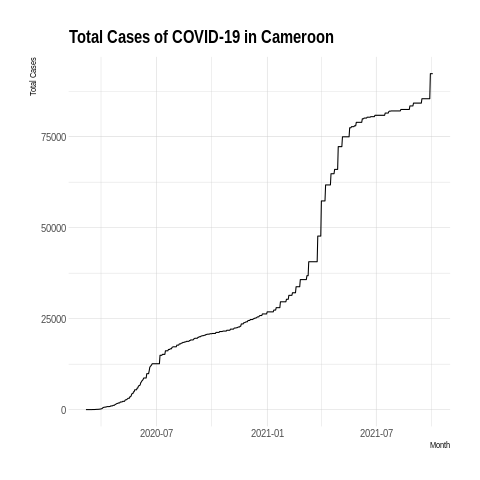 Total Cases of COVID-19 in Cameroon
Total Cases
75000
50000
25000
0
2020-07
2021-01
2021-07
Month